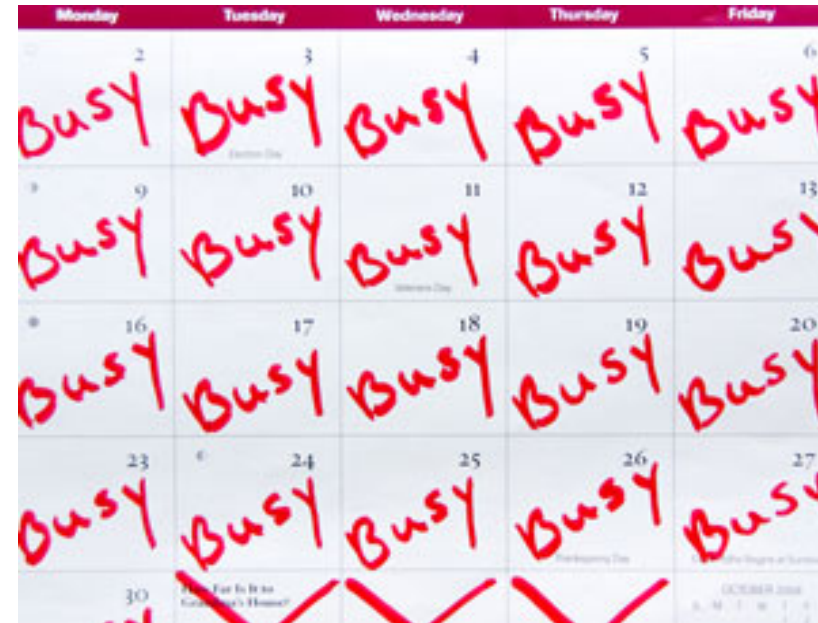 Monday Tuesday Wednesday Thursday Friday
2 3 4 5 6
Busy Busy Busy Busy Busy
Election Day
9 10 11 12 13
Busy Busy Busy Busy Busy
Veterans Day
16 17 18 19 20
Busy Busy Busy Busy Busy
23 24 25 26 27
Busy Busy Busy Busy Busy
Thanksgiving Day
30 Far Is It to
Grandma's House?
OCTOBER
S M T W T F